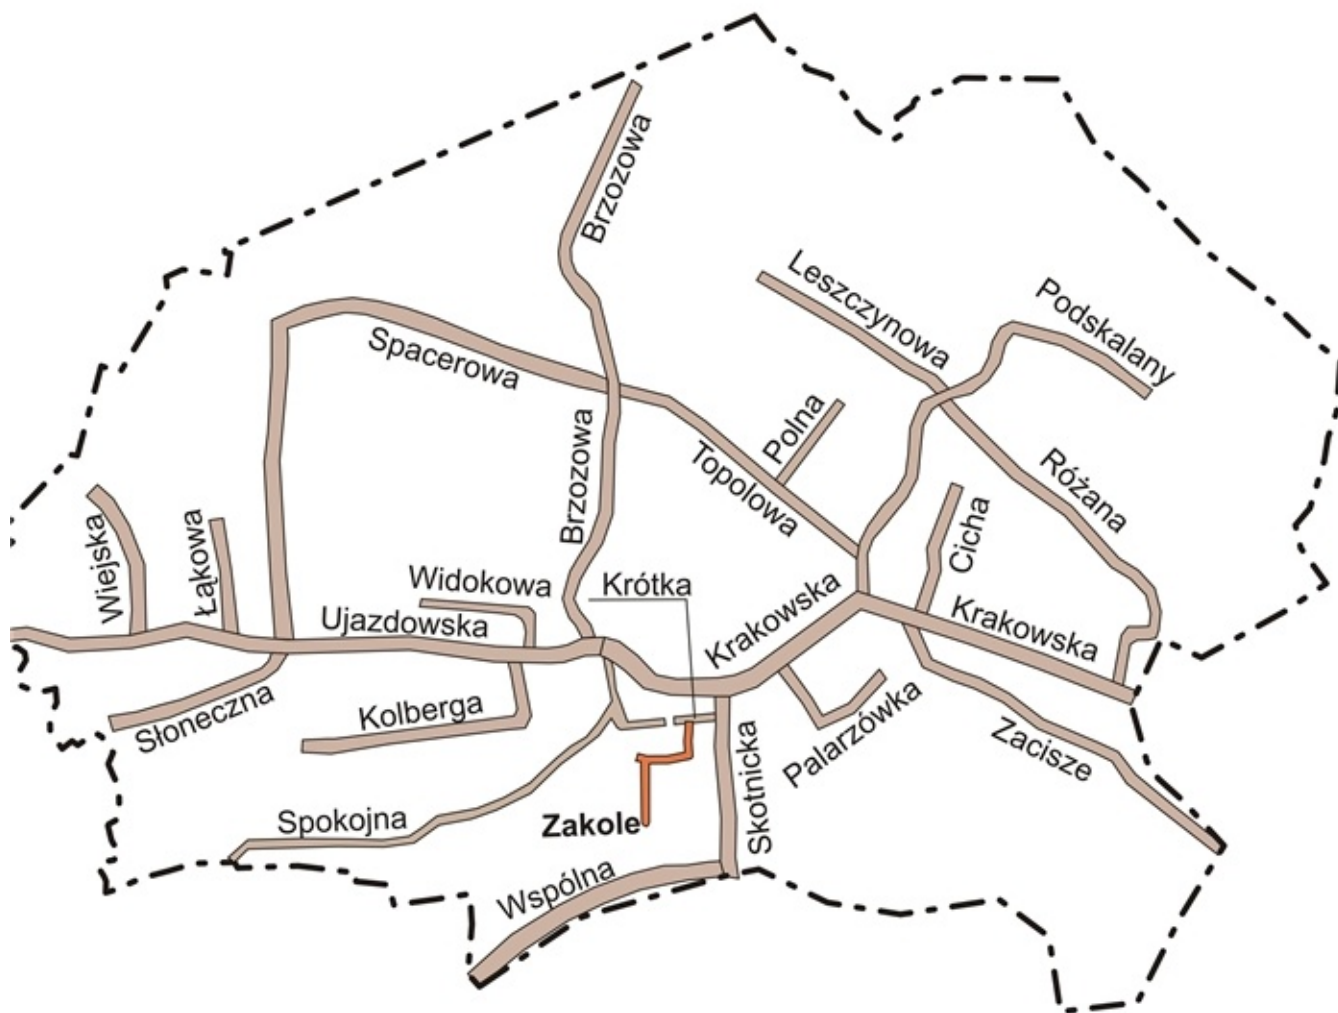 Brzozowa
Leszczynowa
Podskalany
Spacerowa
Polna
Topolowa
Brzozowa
Różana
Cicha
Wiejska
Łąkowa
Widokowa
Krótka
Ujazdowska
Krakowska
Krakowska
Słoneczna
Kolberga
Palarzówka
Zacisze
Skotnicka
Spokojna
Zakole
Wspólna